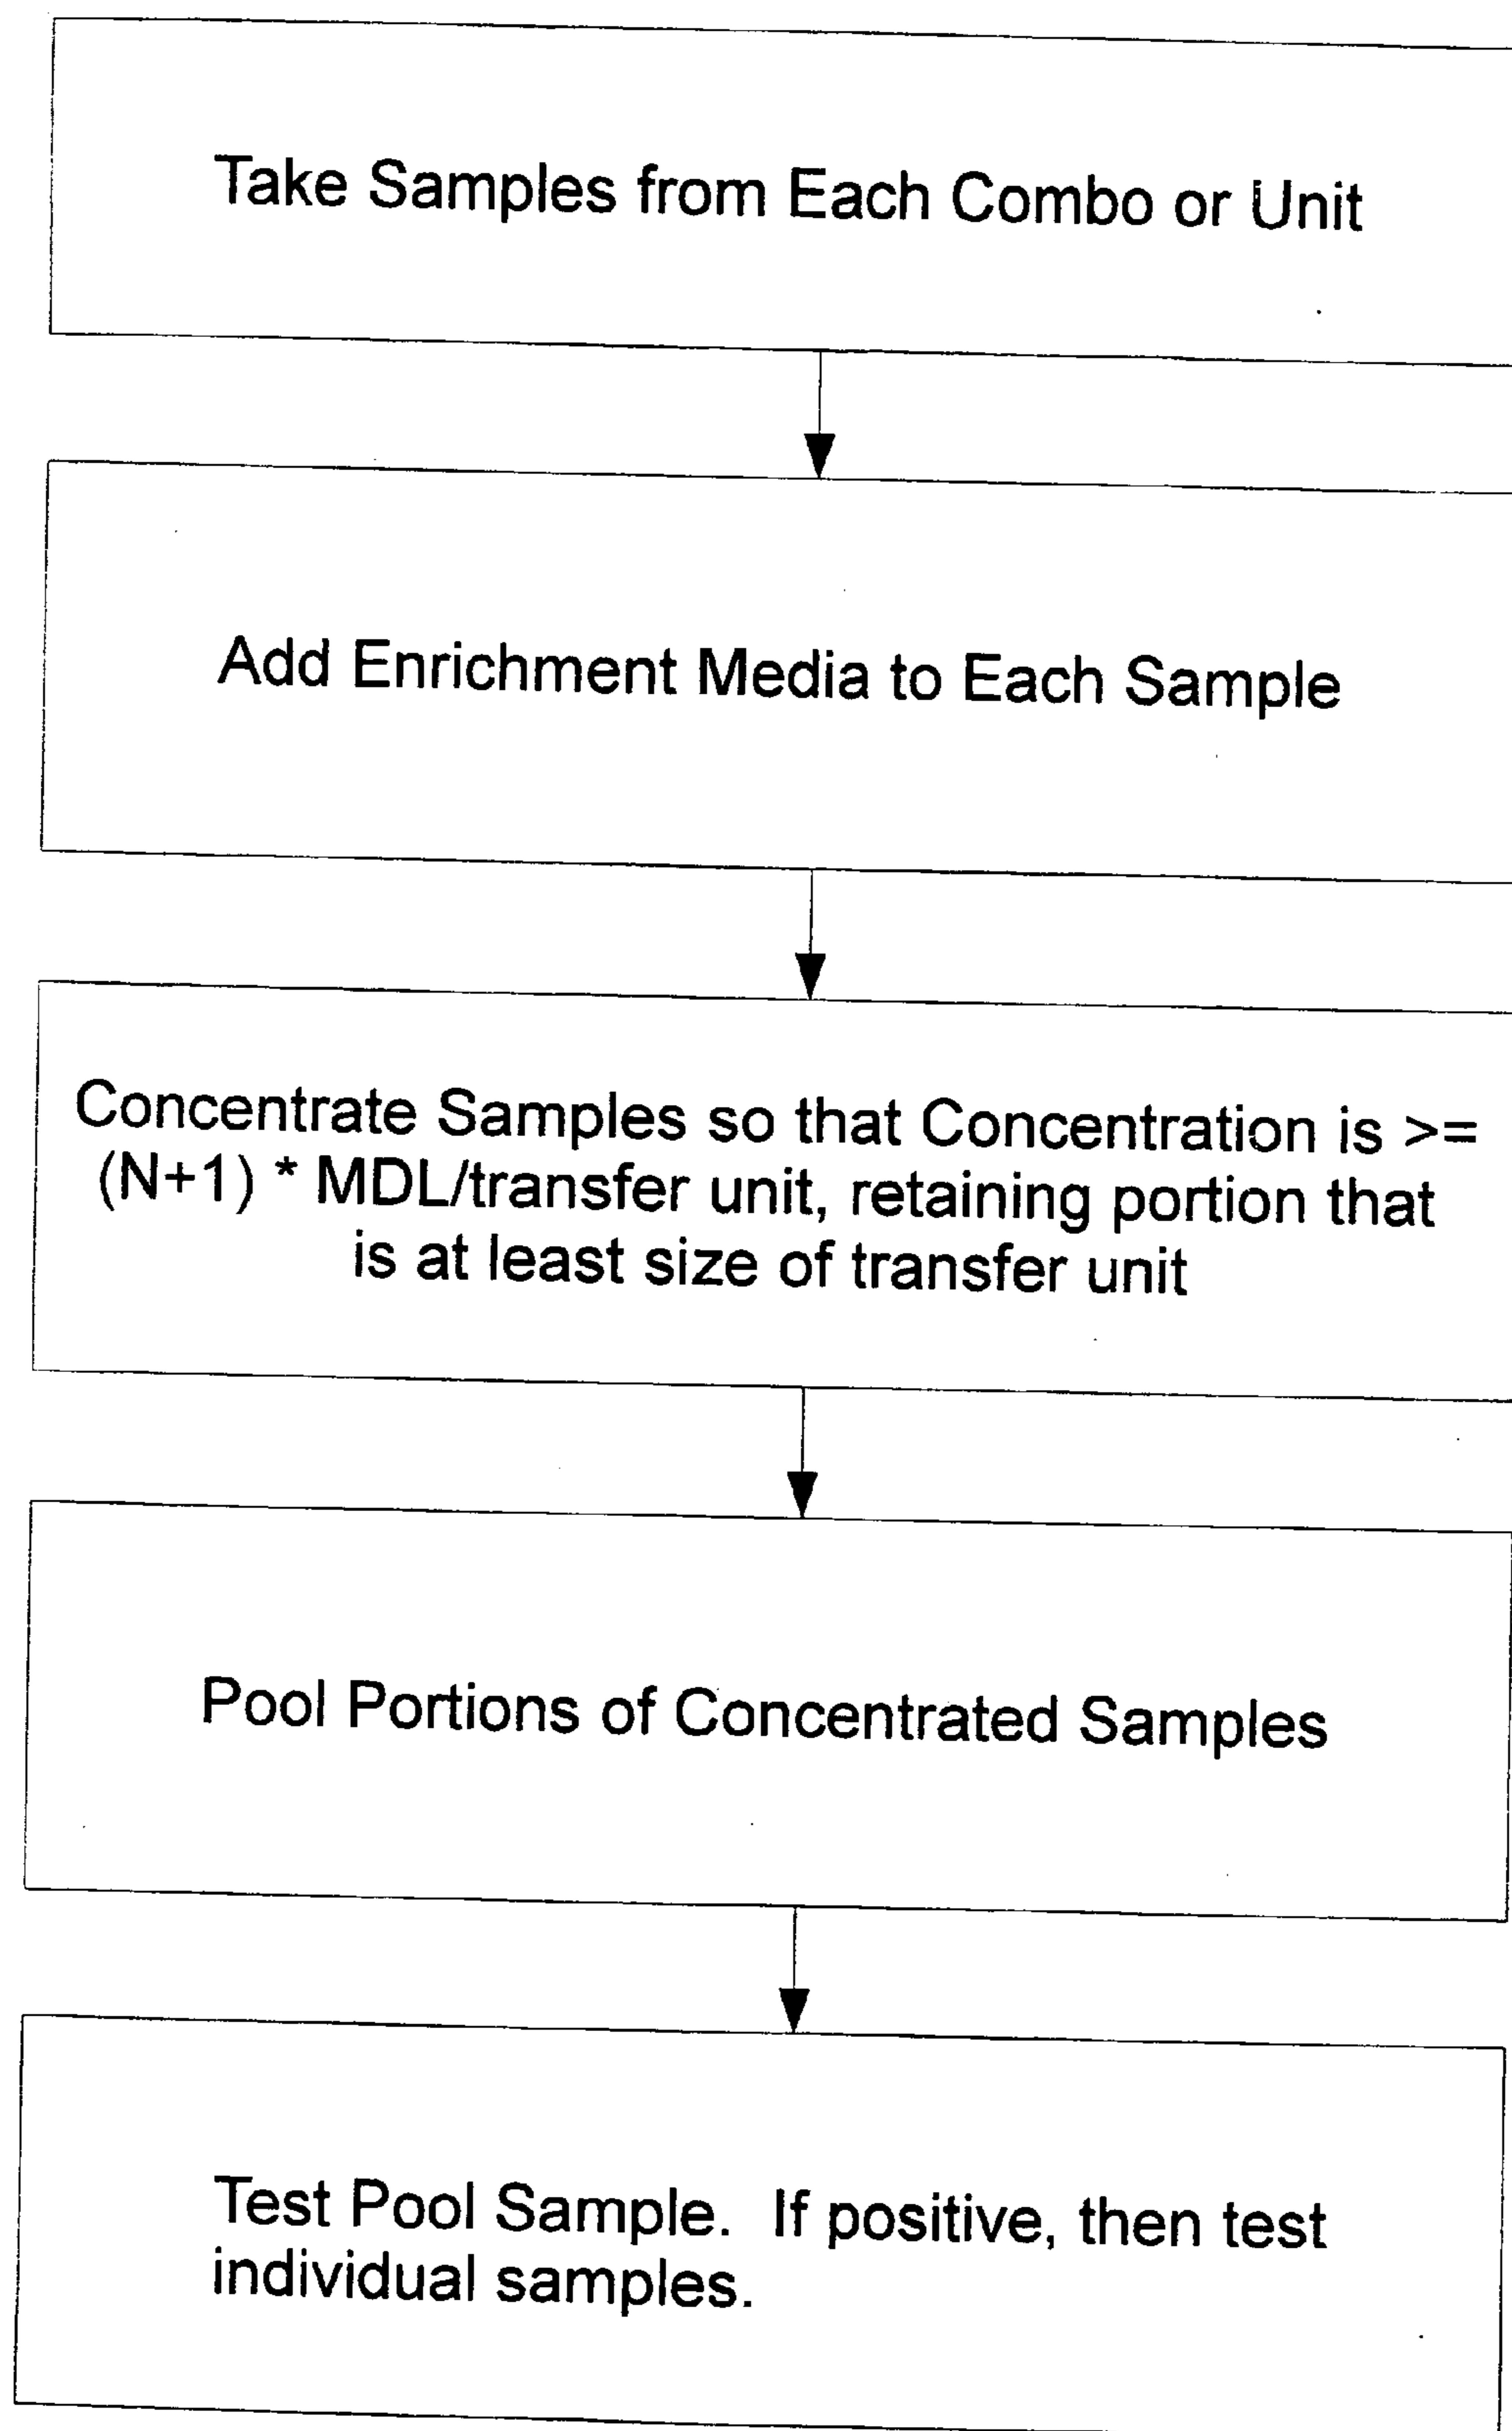 Take Samples from Each Combo or Unit
Add Enrichment Media to Each Sample
Concentrate Samples so that Concentration is >=
(N+1) * MDL/transfer unit, retaining portion that
is at least size of transfer unit
Pool Portions of Concentrated Samples
Test Pool Sample.  If positive, then test
individual samples.